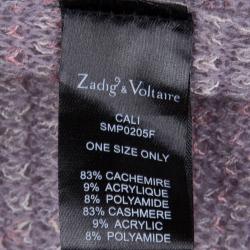 Zadig & Voltaire
CALI
SMP0205F
ONE SIZE ONLY
83% CACHEMIRE
9% ACRYLIQUE
8% POLYAMIDE
83% CASHMERE
9% ACRYLIC
8% POLYAMIDE